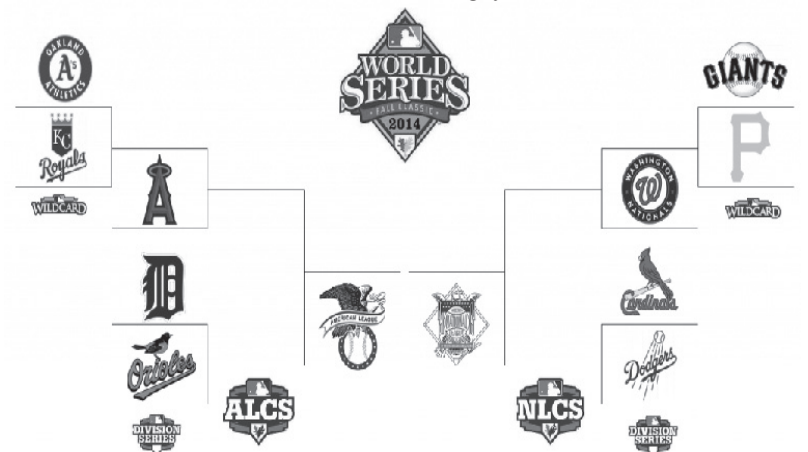 OAKLAND
A's
ATHLETICS
KC
Royals
WILDCARD
A
D
Orioles
DIVISION
SERIES
ALCS
WORLD
SERIES
FALL CLASSIC
2014
AMERICAN LEAGUE
NATIONAL
NLCS
GIANTS
P
WILDCARD
WASHINGTON
W
NATIONALS
Cardinals
Dodgers
DIVISION
SERIES